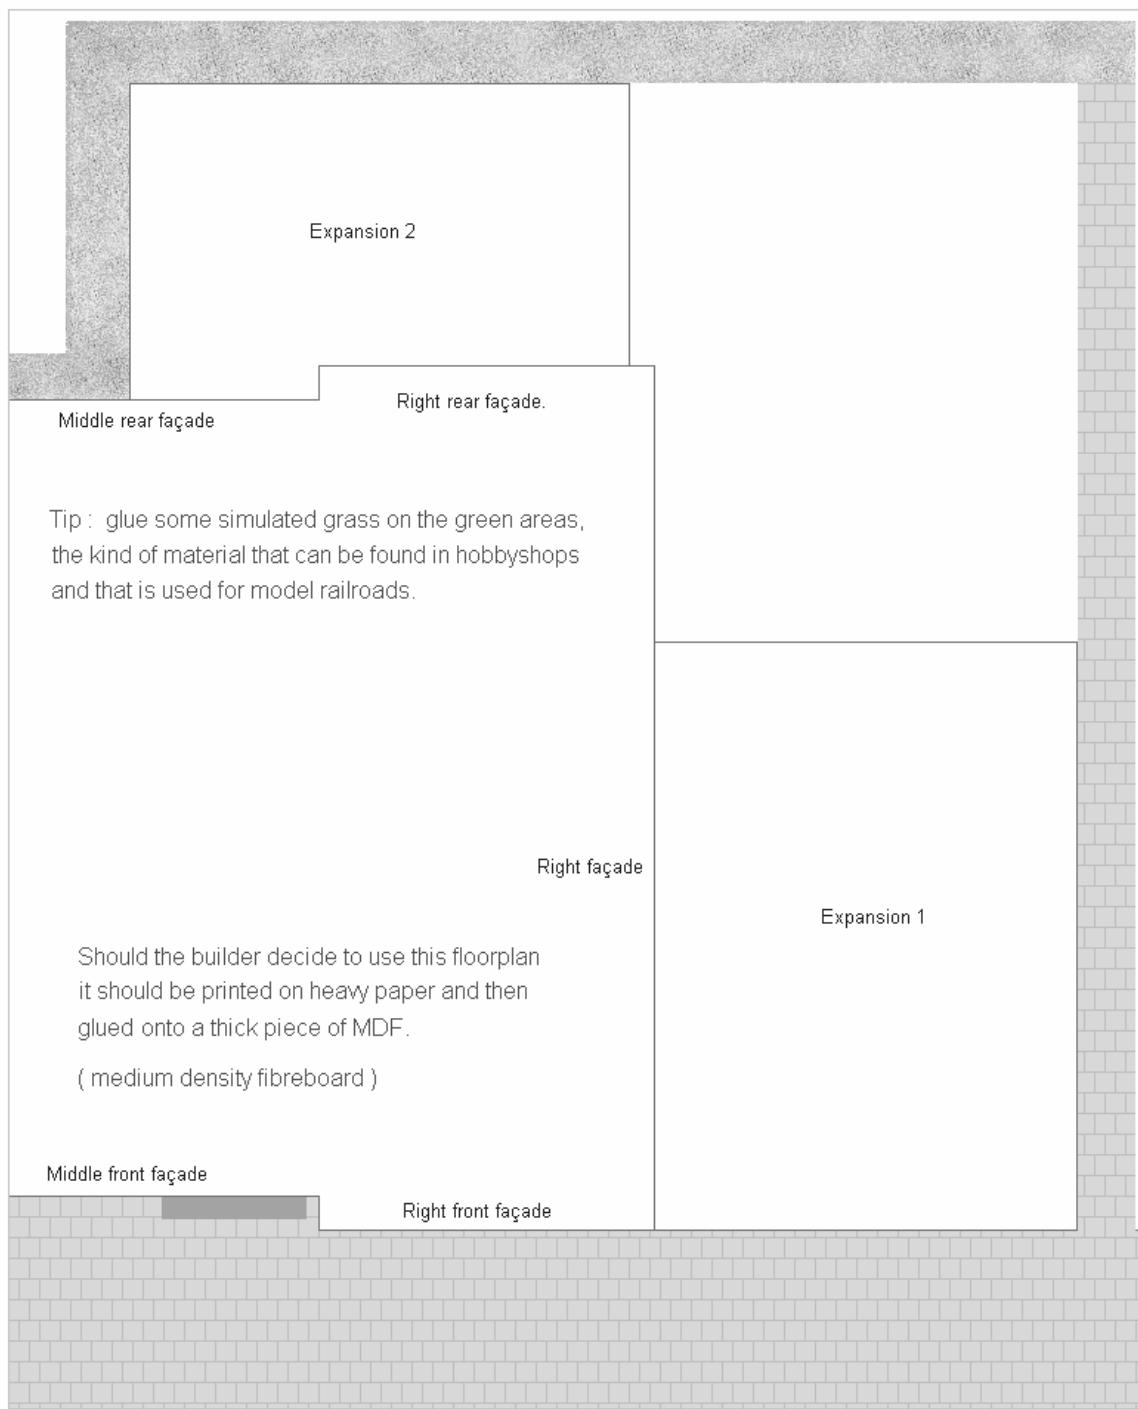 Expansion 2
Right rear façade.
Middle rear façade
Tip :  glue some simulated grass on the green areas,
the kind of material that can be found in hobbyshops
and that is used for model railroads.
Right façade
Expansion 1
Should the builder decide to use this floorplan
it should be printed on heavy paper and then
glued onto a thick piece of MDF.
( medium density fibreboard )
Middle front façade
Right front façade